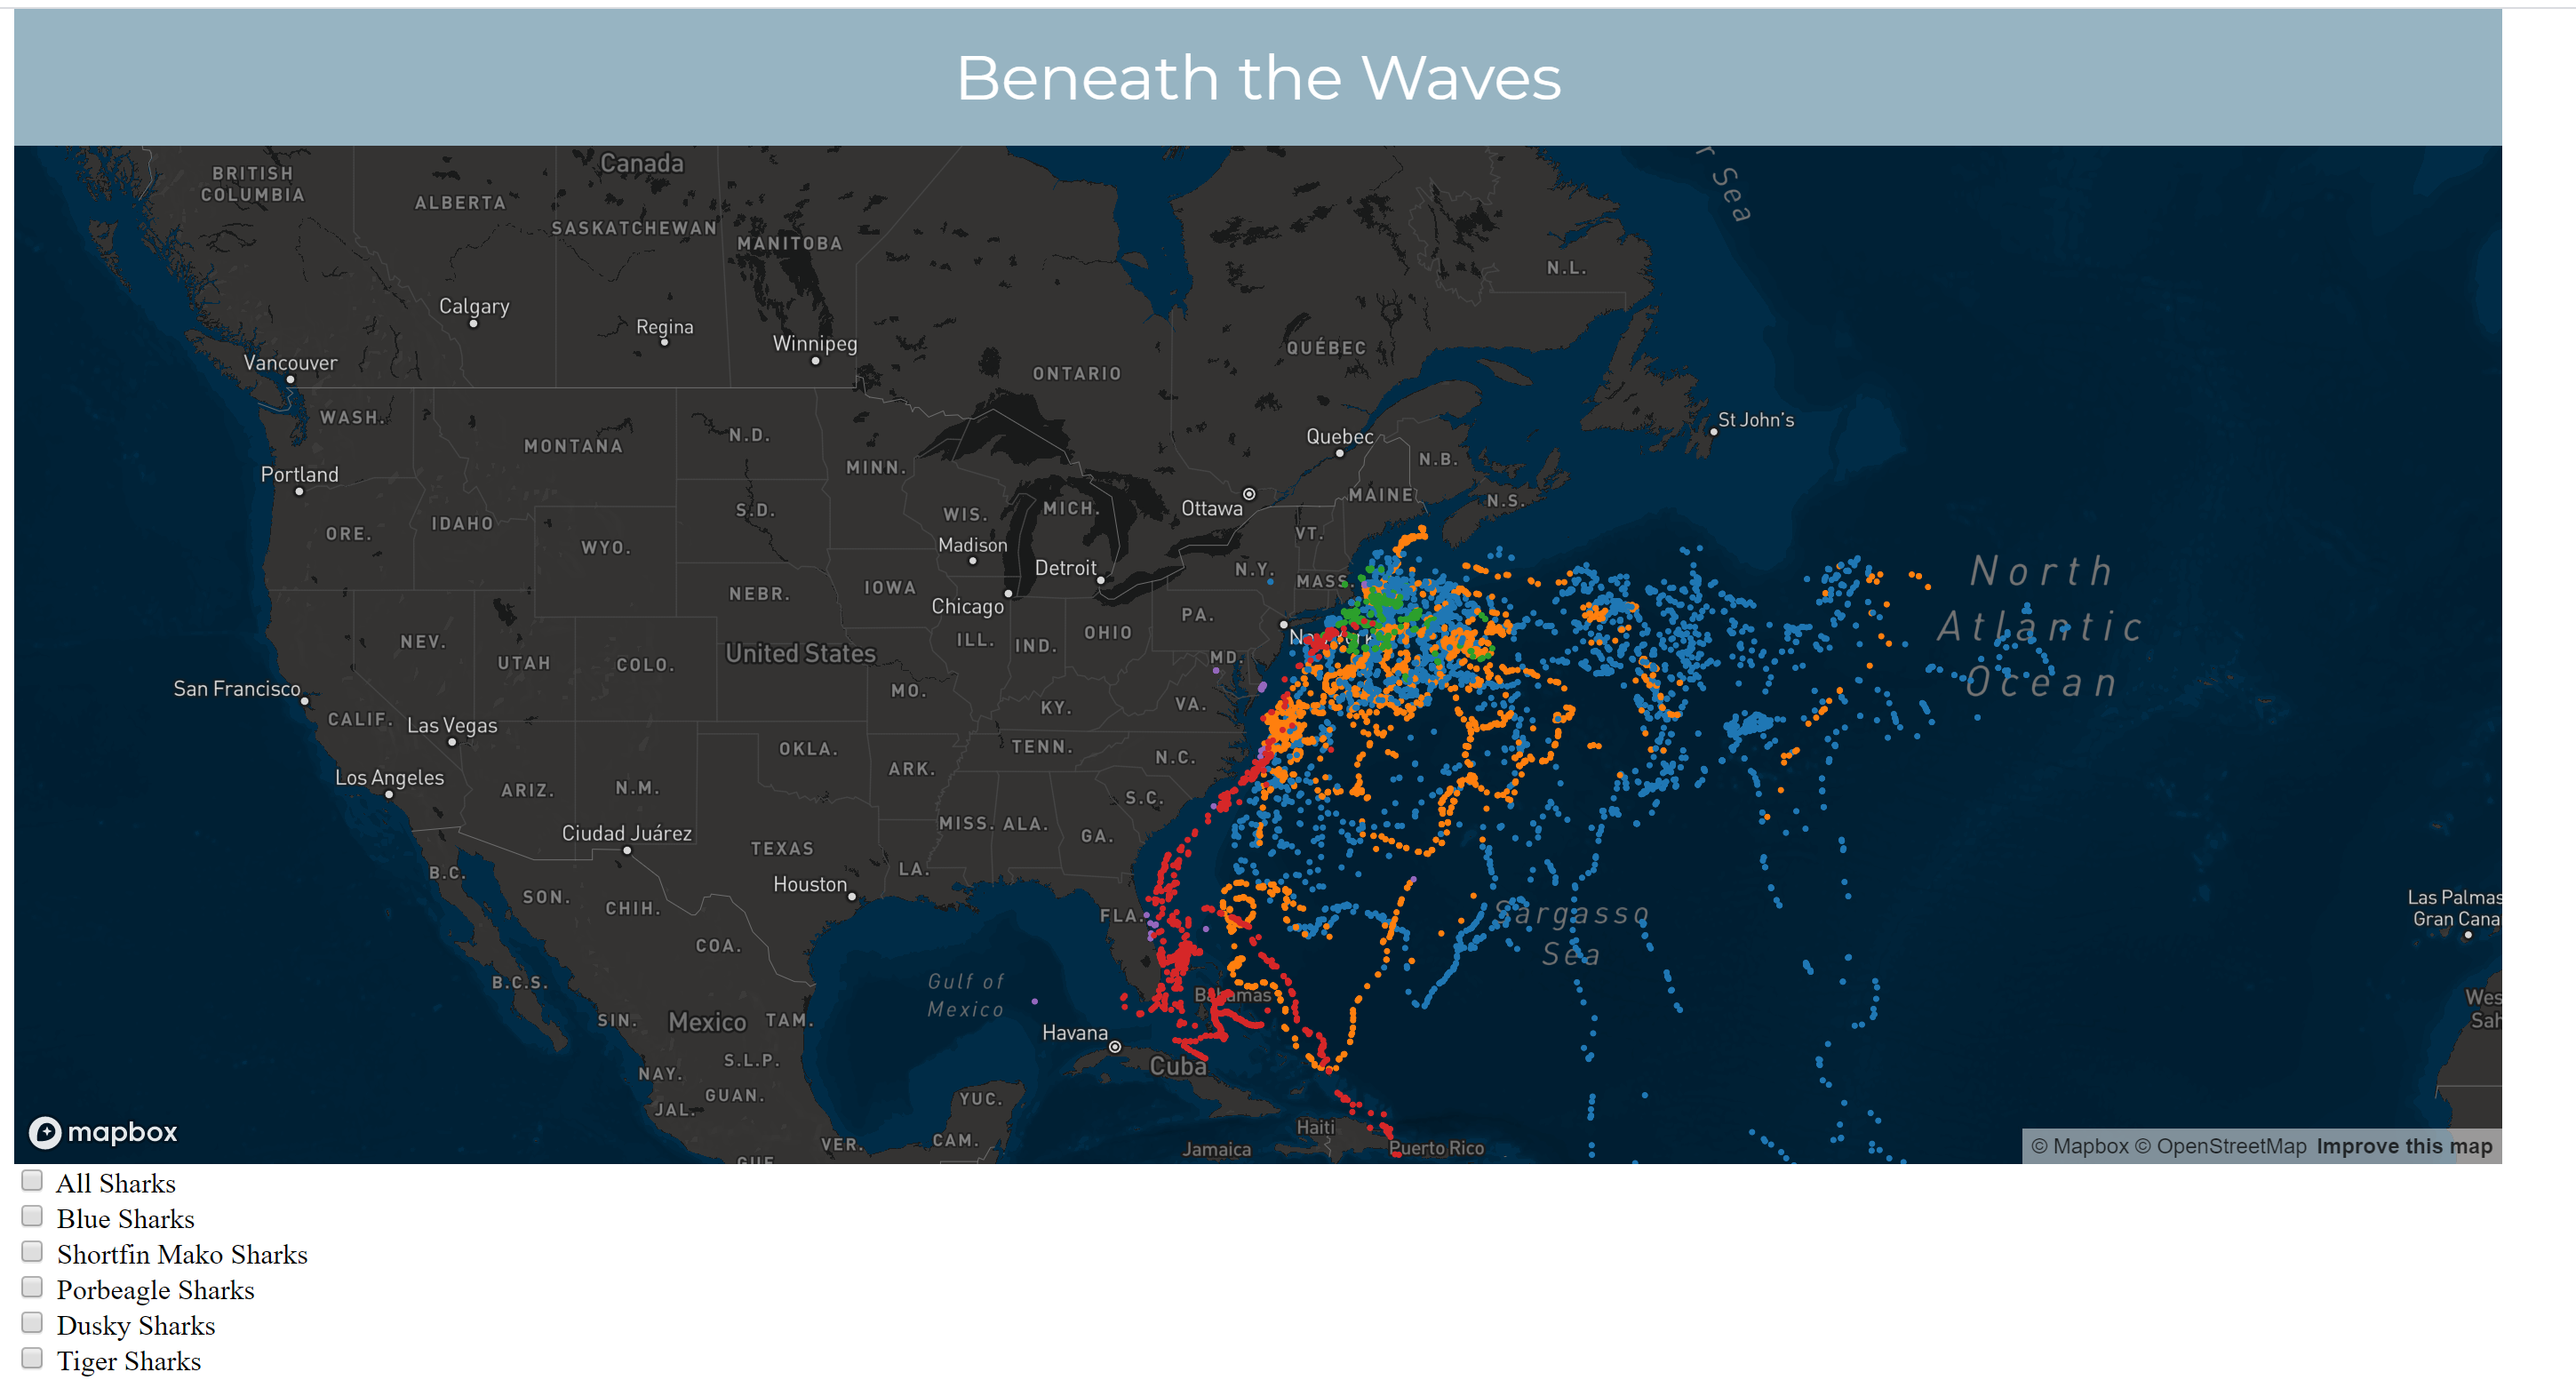 Beneath the Waves
r Sea
Canada
BRITISH
COLUMBIA
ALBERTA
SASKATCHEWAN
MANITOBA
N.L.
Calgary
Regina
Winnipeg
QUÉBEC
Vancouver
ONTARIO
WASH.
St John's
MONTANA
N.D.
Quebec
MINN.
N.B.
Portland
MAINE
N.S.
S.D.
WIS.
MICH.
Ottawa
ORE.
IDAHO
VT.
WYO.
Madison
Detroit
N.Y.
MASS.
North
Atlantic
Ocean
NEBR.
IOWA
Chicago
PA.
NEV.
ILL.
IND.
OHIO
New York
UTAH
COLO.
United States
MD.
San Francisco
MO.
KY.
VA.
CALIF.
Las Vegas
OKLA.
TENN.
N.C.
ARK.
Los Angeles
ARIZ.
N.M.
S.C.
MISS.
ALA.
GA.
Ciudad Juárez
TEXAS
LA.
B.C.
Houston
SON.
CHIH.
FLA.
Sargasso
Sea
Las Palmas
Gran Cana
COA.
B.C.S.
Gulf of
Mexico
Bahamas
Wes
Sah
SIN.
Mexico
TAM.
Havana
Cuba
S.L.P.
NAY.
GUAN.
JAL.
YUC.
Haiti
VER.
CAM.
Jamaica
Puerto Rico
GUE
mapbox
© Mapbox © OpenStreetMap Improve this map
All Sharks
Blue Sharks
Shortfin Mako Sharks
Porbeagle Sharks
Dusky Sharks
Tiger Sharks